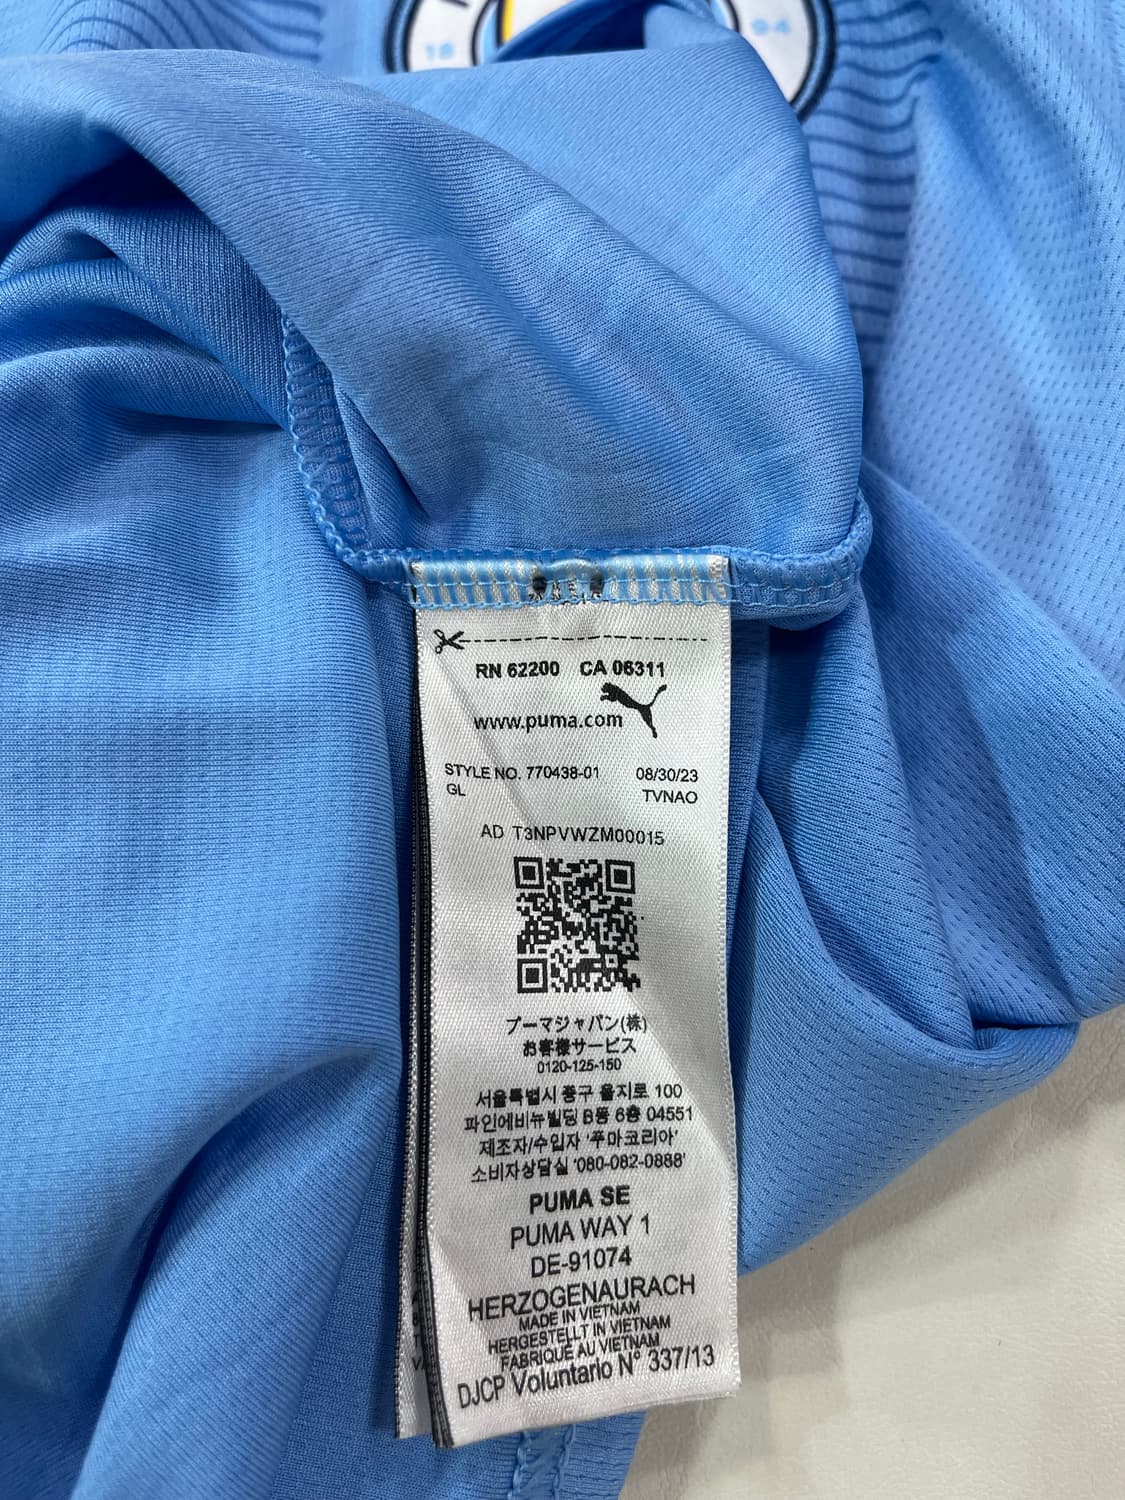 18
94
RN 62200 CA 06311
www.puma.com
STYLE NO. 770438-01 08/30/23
GL TVNAO
AD T3NPVWZM00015
プーマジャパン(株)
お客様サービス
0120-125-150
서울특별시 중구 을지로 100
파인에비뉴빌딩 B동 6층 04551
제조자/수입자 '푸마코리아'
소비자상담실 '080-082-0888'
PUMA SE
PUMA WAY 1
DE-91074
HERZOGENAURACH
MADE IN VIETNAM
HERGESTELLT IN VIETNAM
FABRIQUÉ AU VIETNAM
DJCP Voluntario N° 337/13